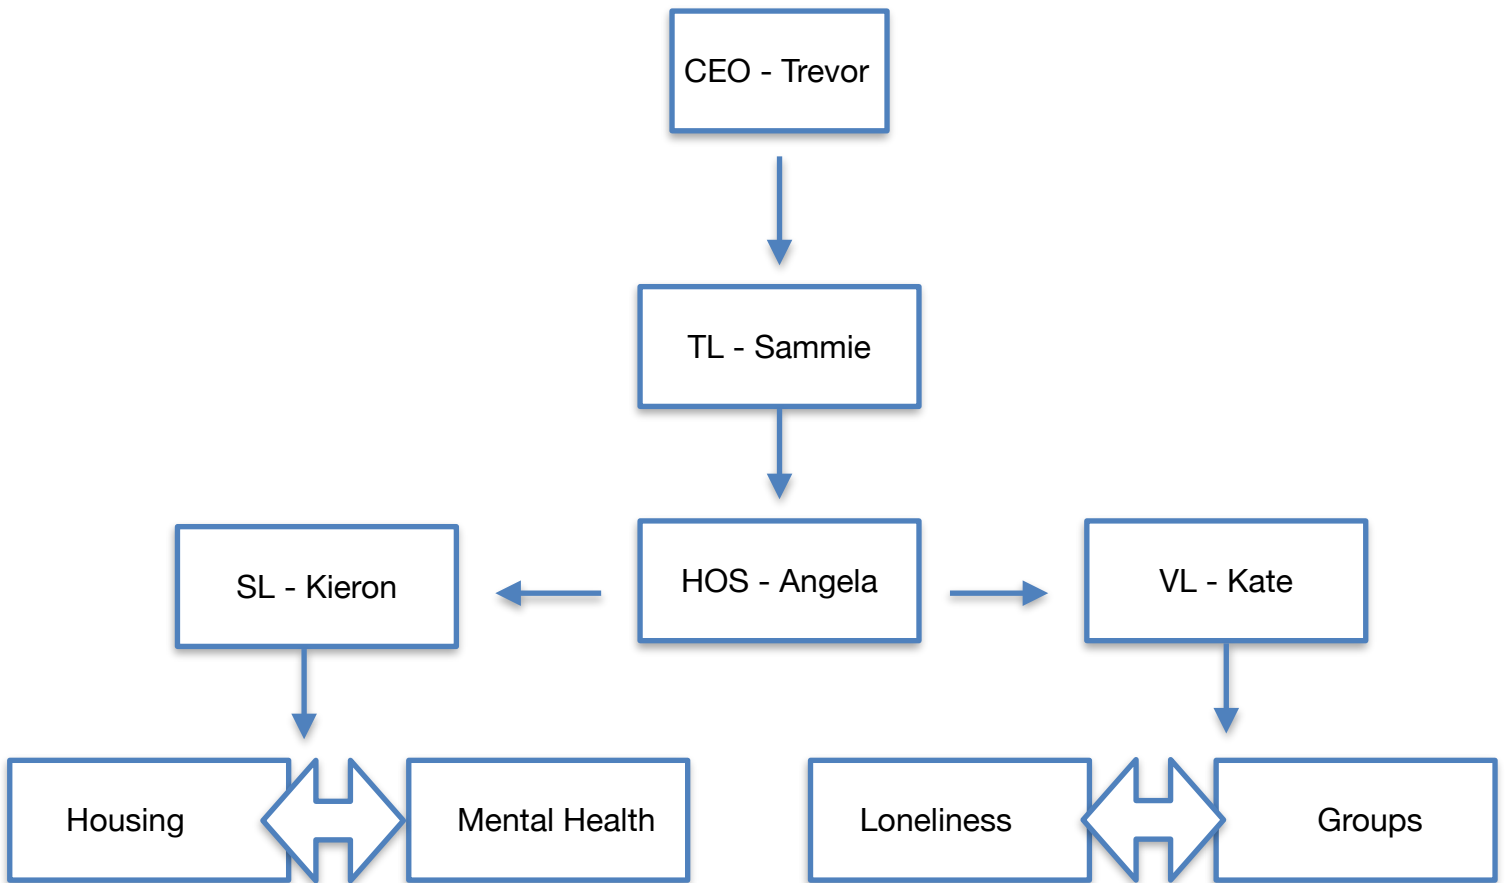 CEO - Trevor
TL - Sammie
SL - Kieron
HOS - Angela
VL - Kate
Housing
Mental Health
Loneliness
Groups